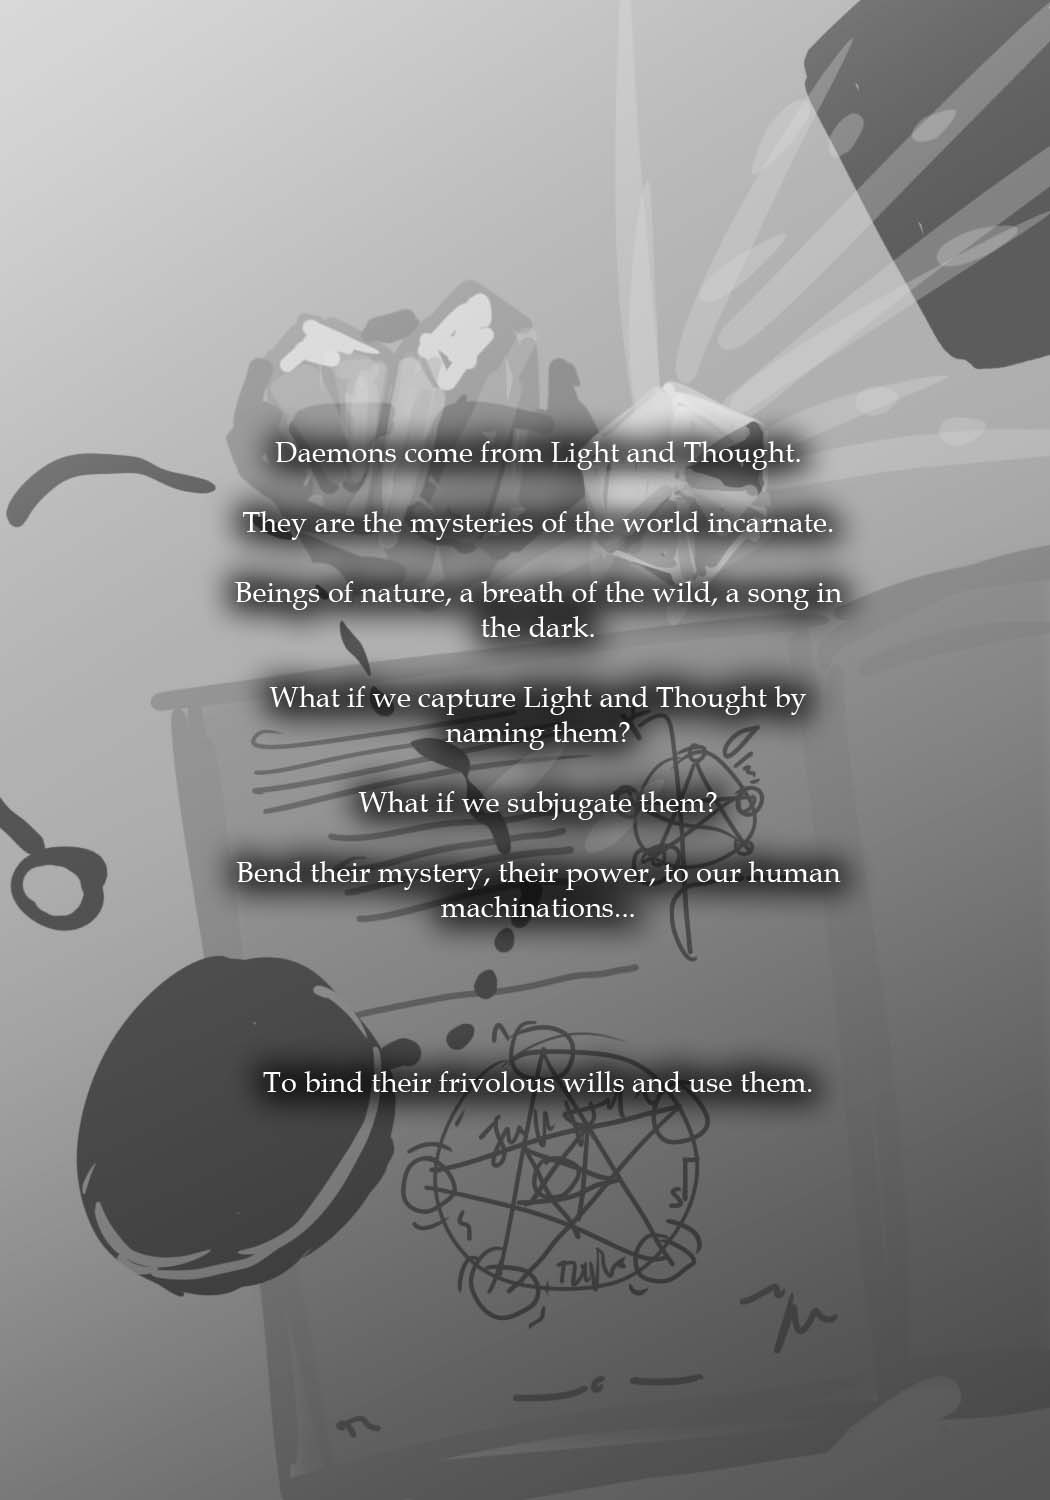 Daemons come from Light and Thought.
They are the mysteries of the world incarnate.
Beings of nature, a breath of the wild, a song in
the dark.
What if we capture Light and Thought by
naming them?
What if we subjugate them?
Bend their mystery, their power, to our human
machinations...
To bind their frivolous wills and use them.